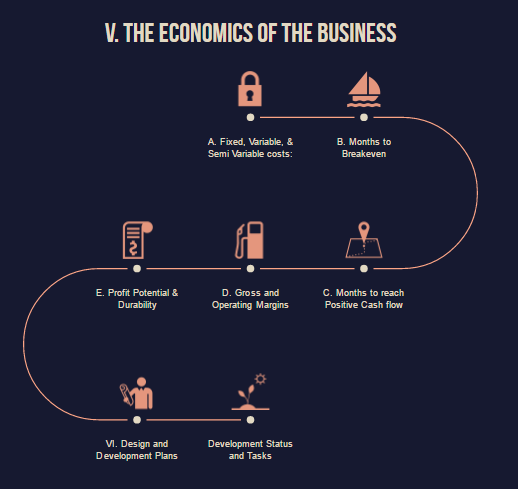 V. THE ECONOMICS OF THE BUSINESS
A. Fixed, Variable, &
Semi Variable costs:
B. Months to
Breakeven
C. Months to reach
Positive Cash flow
D. Gross and
Operating Margins
E. Profit Potential &
Durability
VI. Design and
Development Plans
Development Status
and Tasks